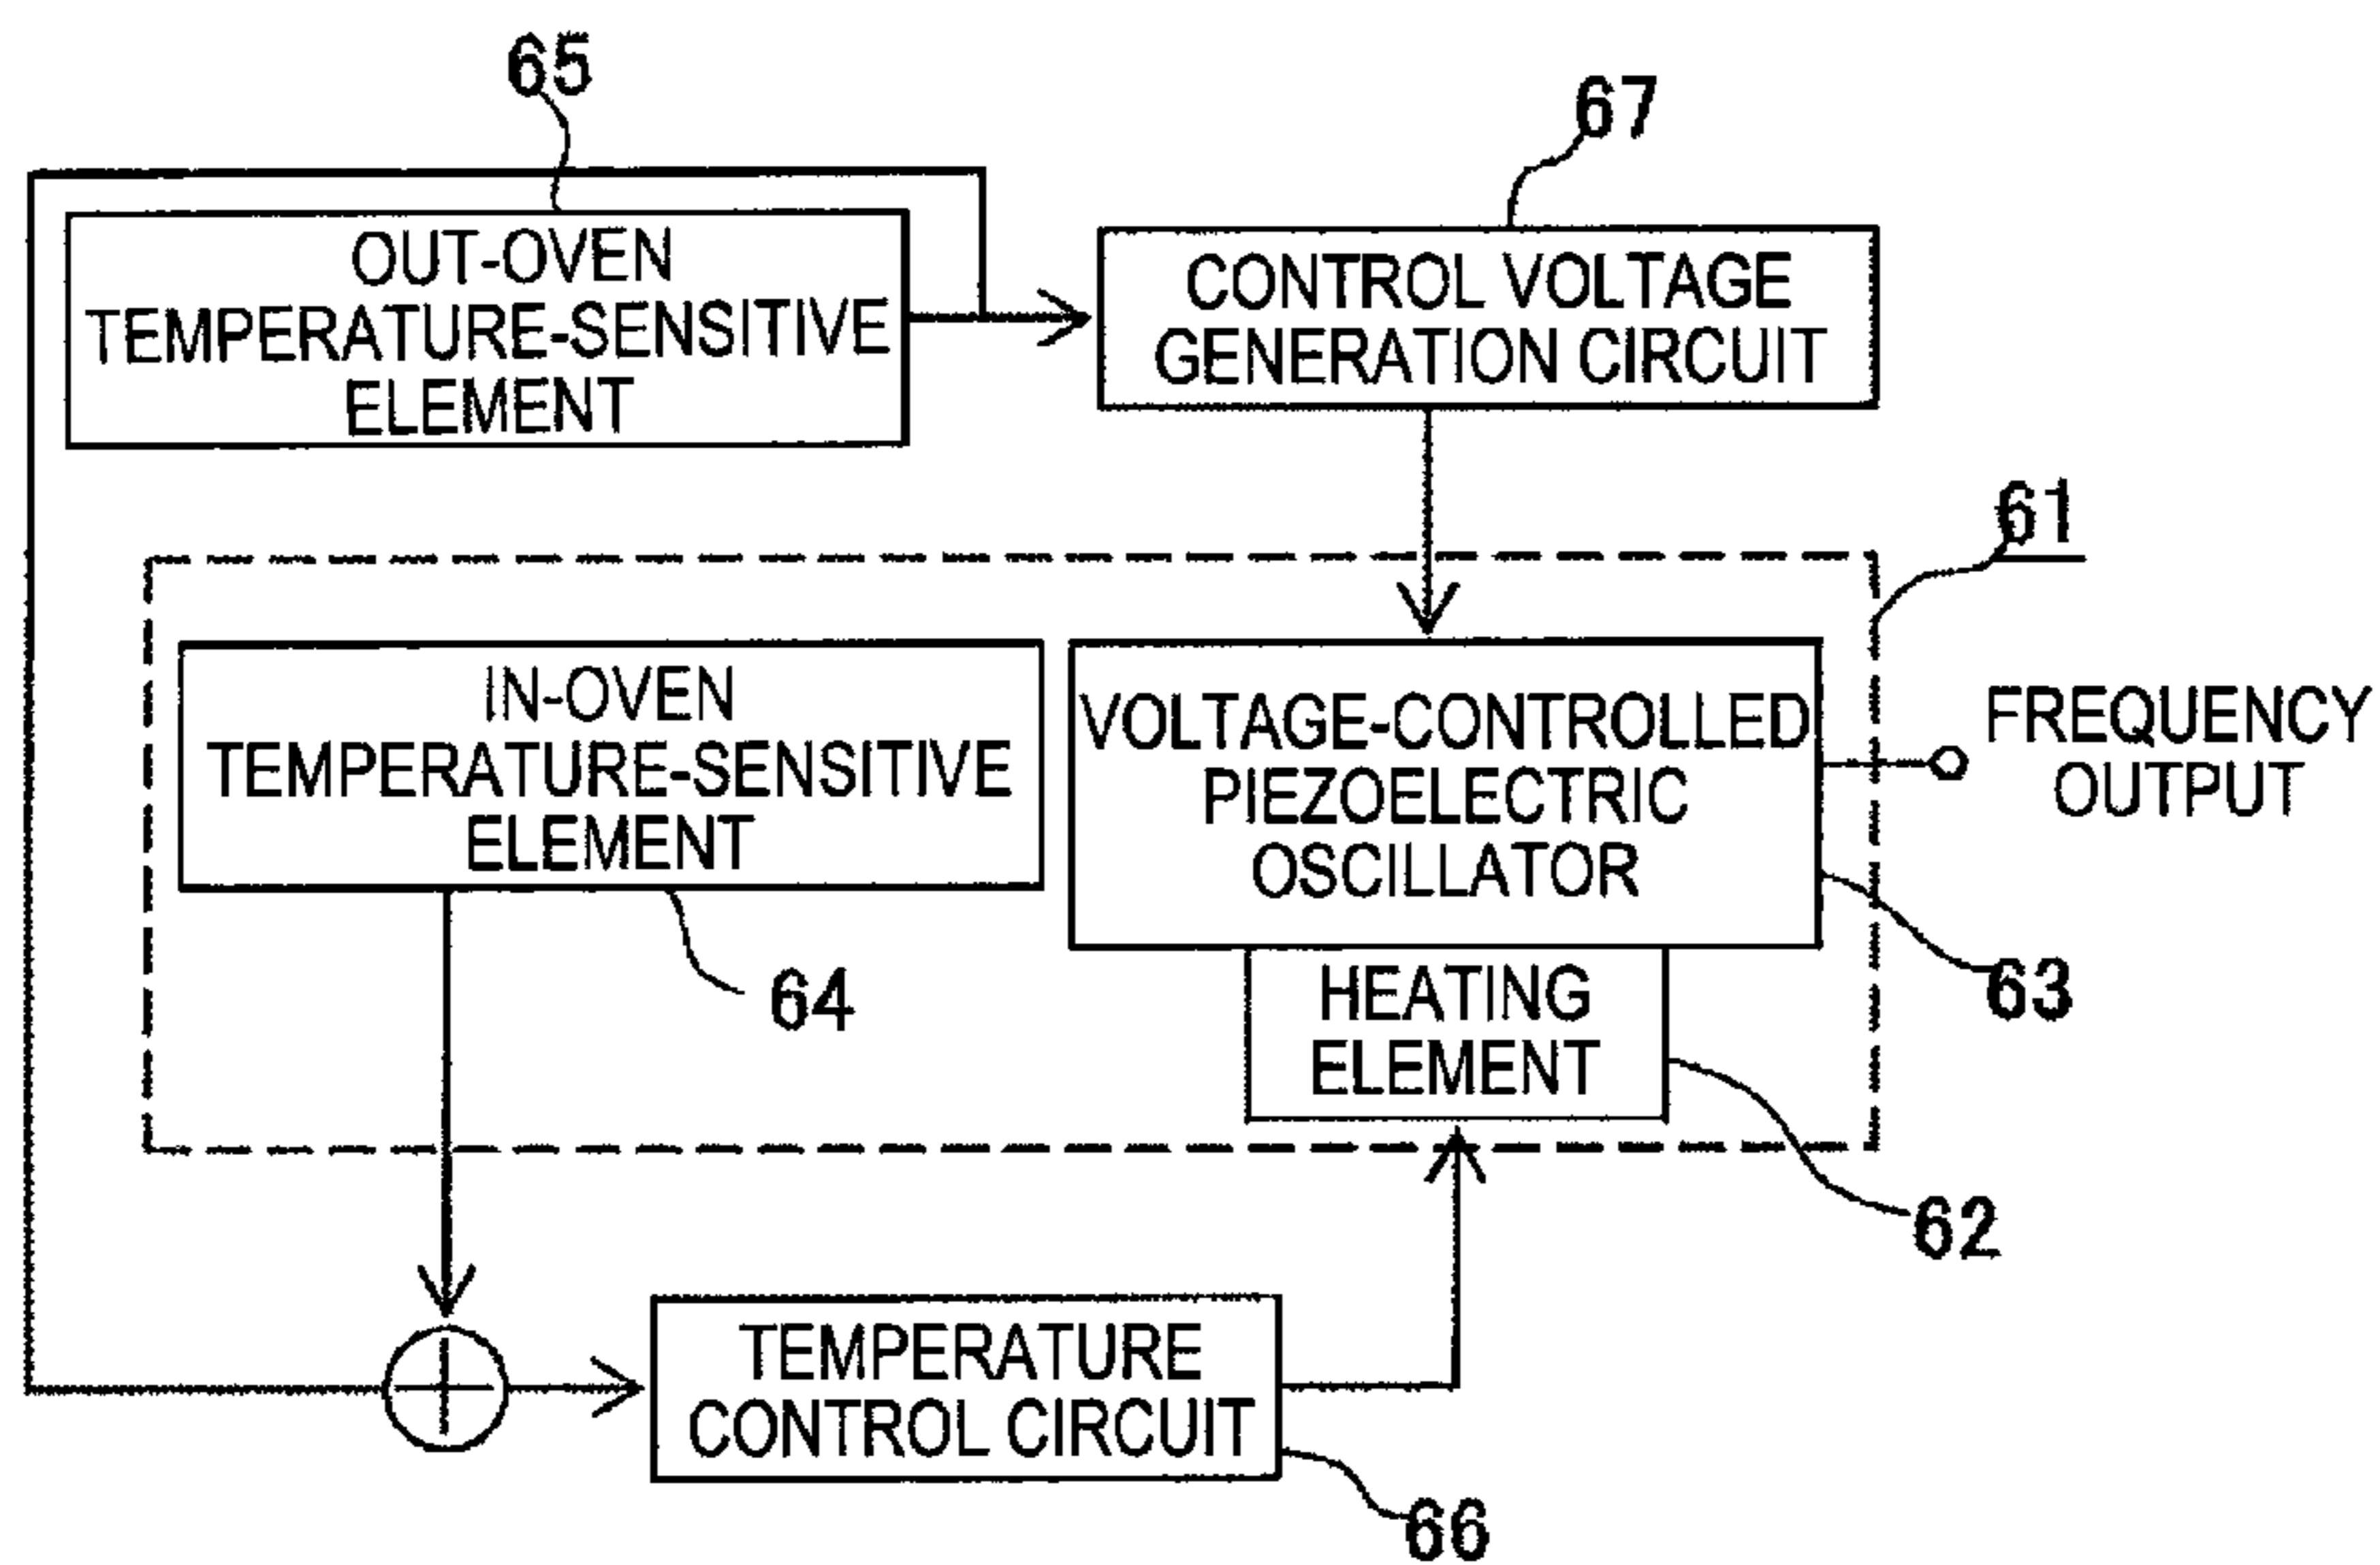 65
67
OUT-OVEN
TEMPERATURE-SENSITIVE
ELEMENT
CONTROL VOLTAGE
GENERATION CIRCUIT
61
IN-OVEN
TEMPERATURE-SENSITIVE
ELEMENT
VOLTAGE-CONTROLLED
PIEZOELECTRIC
OSCILLATOR
FREQUENCY
OUTPUT
64
HEATING
ELEMENT
63
62
TEMPERATURE
CONTROL CIRCUIT
66